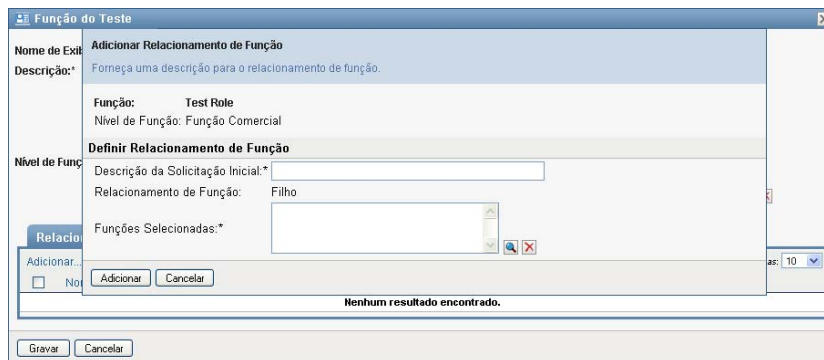 Função do Teste
Adicionar Relacionamento de Função
Forneça uma descrição para o relacionamento de função.
Nome de Exib
Descrição:*
Função: Test Role
Nível de Função: Função Comercial
Definir Relacionamento de Função
Nível de Funç
Descrição da Solicitação Inicial:*
Relacionamento de Função: Filho
Funções Selecionadas:*
Relacio
Adicionar...
as: 10
Adicionar Cancelar
Nor
Nenhum resultado encontrado.
Gravar Cancelar